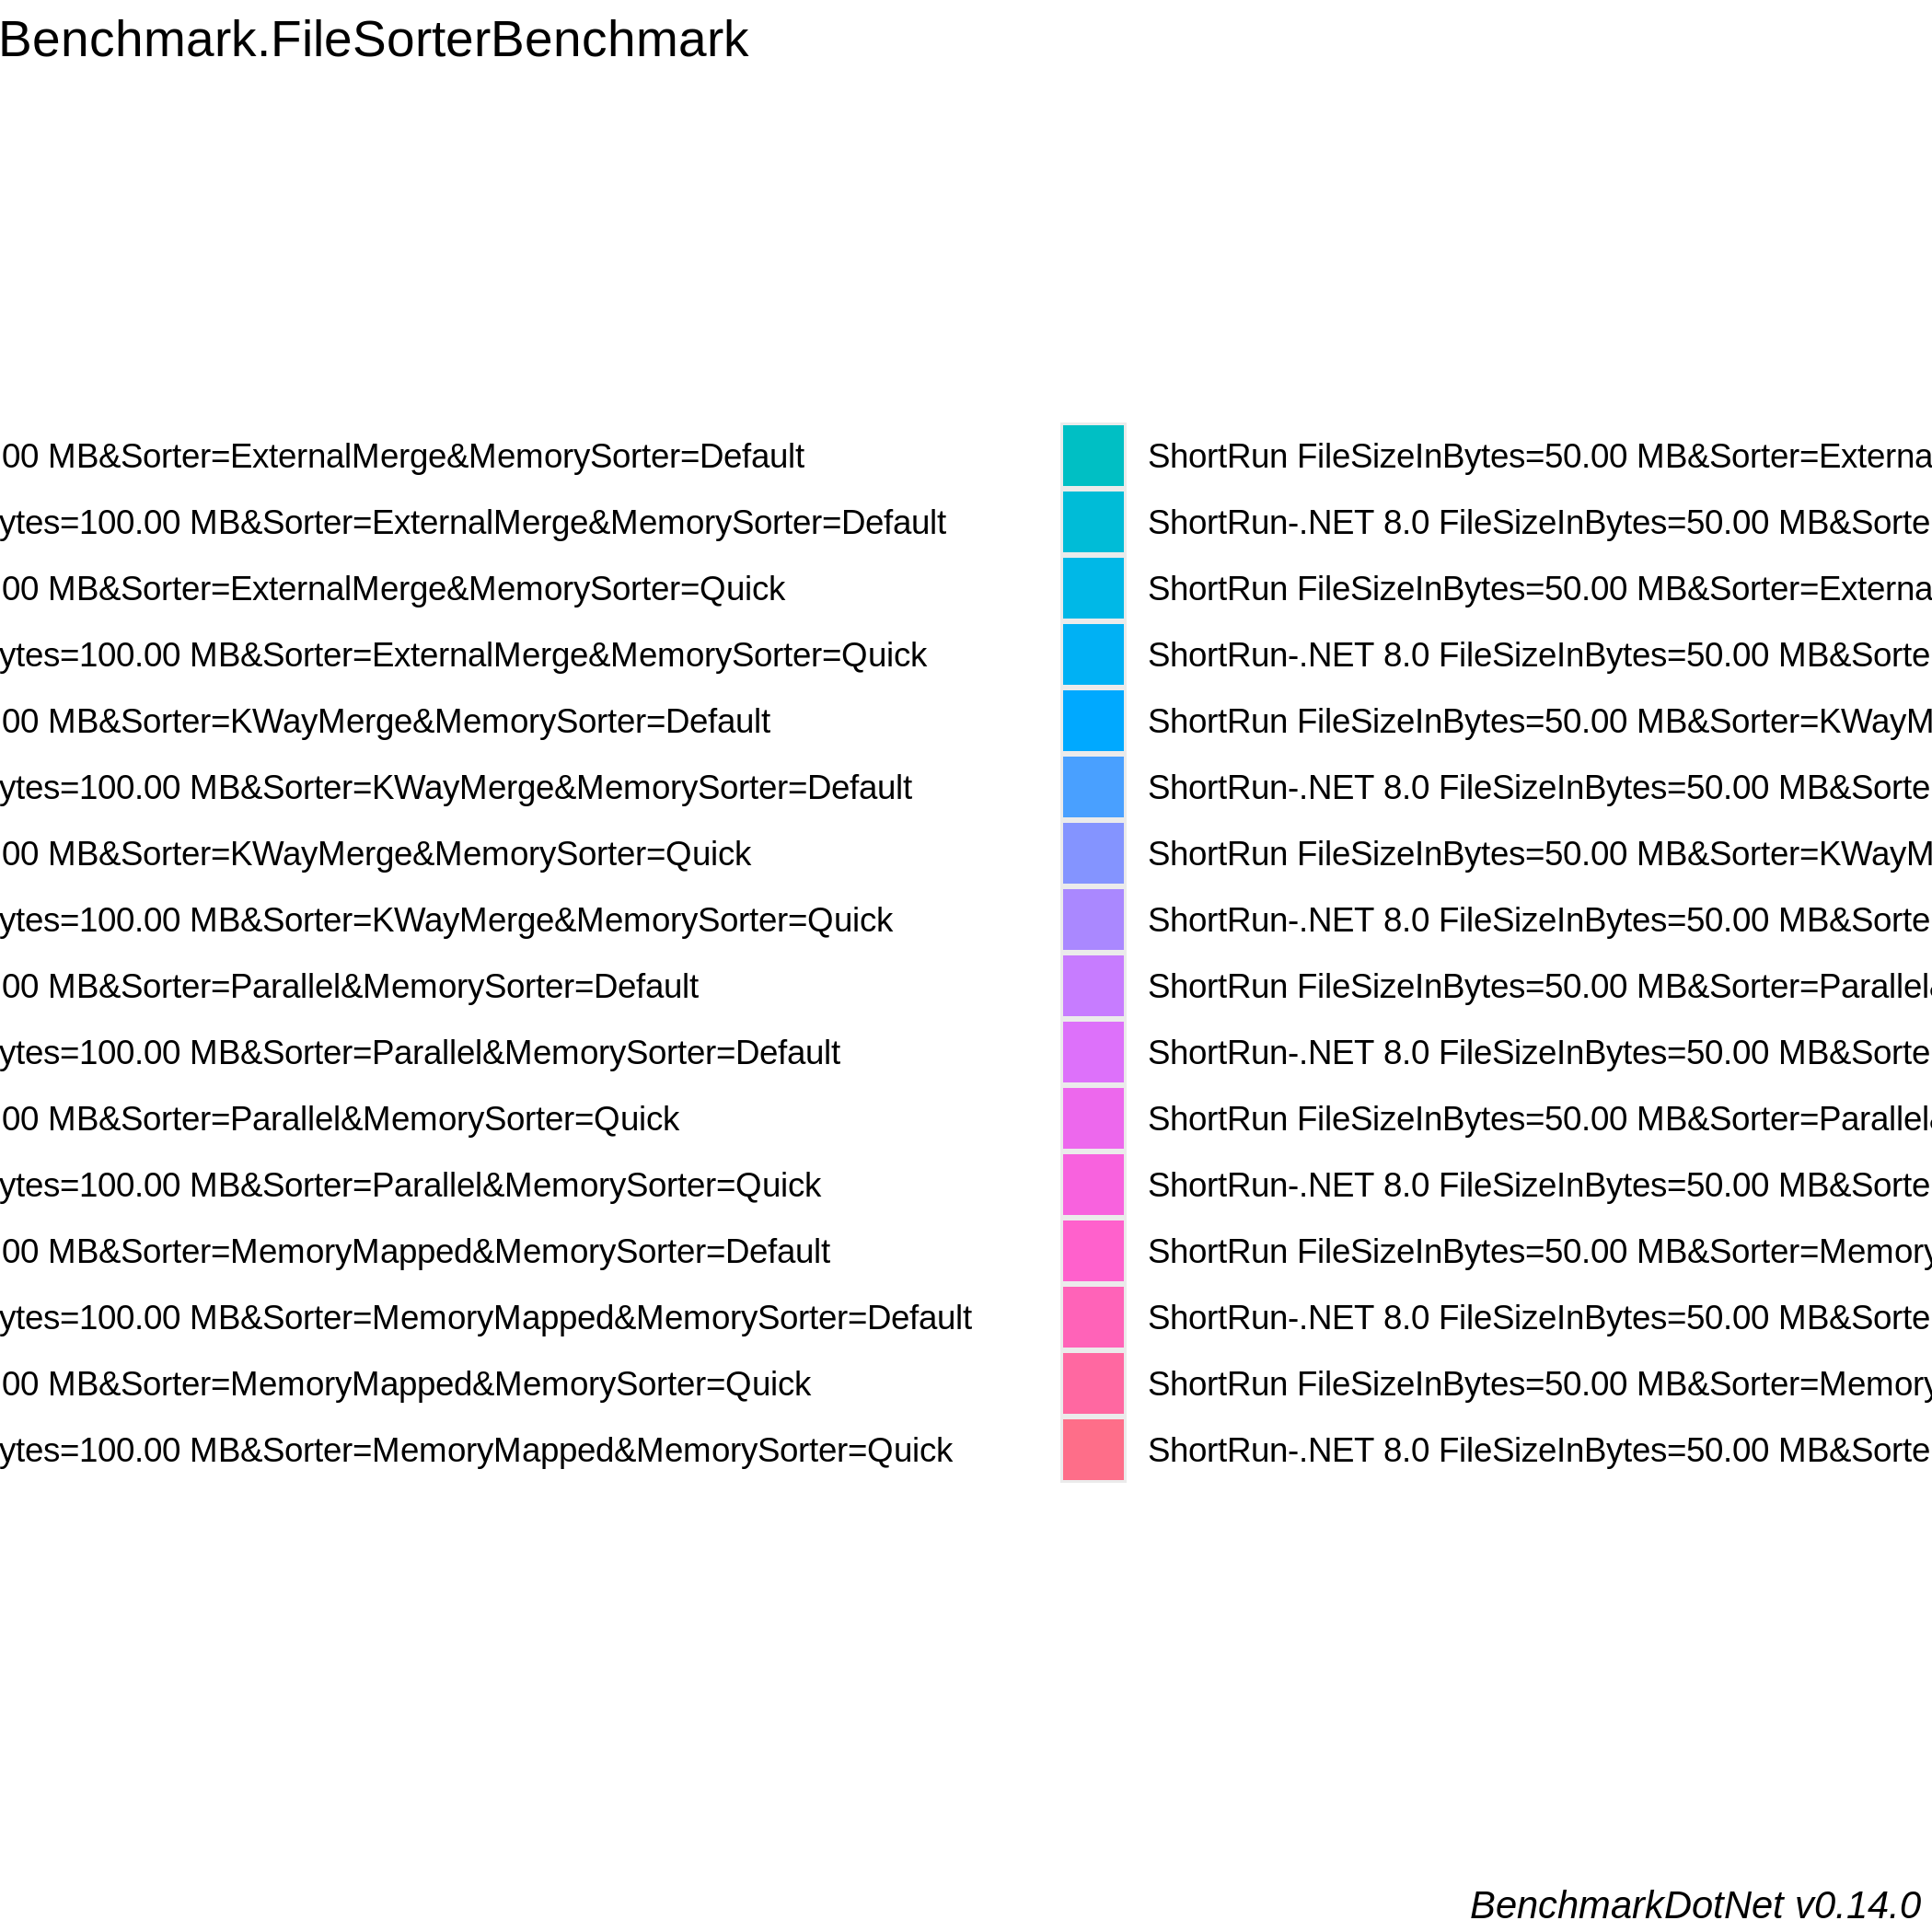 Benchmark.FileSorterBenchmark
00 MB&Sorter=ExternalMerge&MemorySorter=Default
ytes=100.00 MB&Sorter=ExternalMerge&MemorySorter=Default
00 MB&Sorter=ExternalMerge&MemorySorter=Quick
ytes=100.00 MB&Sorter=ExternalMerge&MemorySorter=Quick
00 MB&Sorter=KWayMerge&MemorySorter=Default
ytes=100.00 MB&Sorter=KWayMerge&MemorySorter=Default
00 MB&Sorter=KWayMerge&MemorySorter=Quick
ytes=100.00 MB&Sorter=KWayMerge&MemorySorter=Quick
00 MB&Sorter=Parallel&MemorySorter=Default
ytes=100.00 MB&Sorter=Parallel&MemorySorter=Default
00 MB&Sorter=Parallel&MemorySorter=Quick
ytes=100.00 MB&Sorter=Parallel&MemorySorter=Quick
00 MB&Sorter=MemoryMapped&MemorySorter=Default
ytes=100.00 MB&Sorter=MemoryMapped&MemorySorter=Default
00 MB&Sorter=MemoryMapped&MemorySorter=Quick
ytes=100.00 MB&Sorter=MemoryMapped&MemorySorter=Quick
ShortRun FileSizeInBytes=50.00 MB&Sorter=Externa
ShortRun-.NET 8.0 FileSizeInBytes=50.00 MB&Sorte
ShortRun FileSizeInBytes=50.00 MB&Sorter=Externa
ShortRun-.NET 8.0 FileSizeInBytes=50.00 MB&Sorte
ShortRun FileSizeInBytes=50.00 MB&Sorter=KWayM
ShortRun-.NET 8.0 FileSizeInBytes=50.00 MB&Sorte
ShortRun FileSizeInBytes=50.00 MB&Sorter=KWayM
ShortRun-.NET 8.0 FileSizeInBytes=50.00 MB&Sorte
ShortRun FileSizeInBytes=50.00 MB&Sorter=Parallel&
ShortRun-.NET 8.0 FileSizeInBytes=50.00 MB&Sorte
ShortRun FileSizeInBytes=50.00 MB&Sorter=Parallel&
ShortRun-.NET 8.0 FileSizeInBytes=50.00 MB&Sorte
ShortRun FileSizeInBytes=50.00 MB&Sorter=Memory
ShortRun-.NET 8.0 FileSizeInBytes=50.00 MB&Sorte
ShortRun FileSizeInBytes=50.00 MB&Sorter=Memory
ShortRun-.NET 8.0 FileSizeInBytes=50.00 MB&Sorte
BenchmarkDotNet v0.14.0